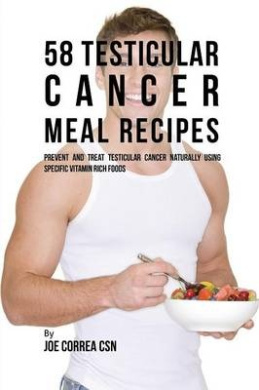 58 TESTICULAR
CANCER
MEAL RECIPES
PREVENT AND TREAT TESTICULAR CANCER NATURALLY USING
SPECIFIC VITAMIN RICH FOODS
By
JOE CORREA CSN